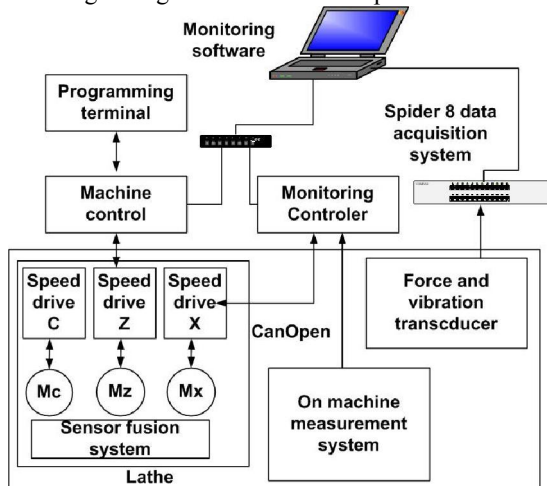 Monitoring
software
Programming
terminal
Spider 8 data
acquisition
system
Machine
control
Monitoring
Controler
Speed
drive
C
Speed
drive
Z
Speed
drive
X
CanOpen
Force and
vibration
transcducer
Mc
Mz
Mx
On machine
measurement
system
Sensor fusion
system
Lathe